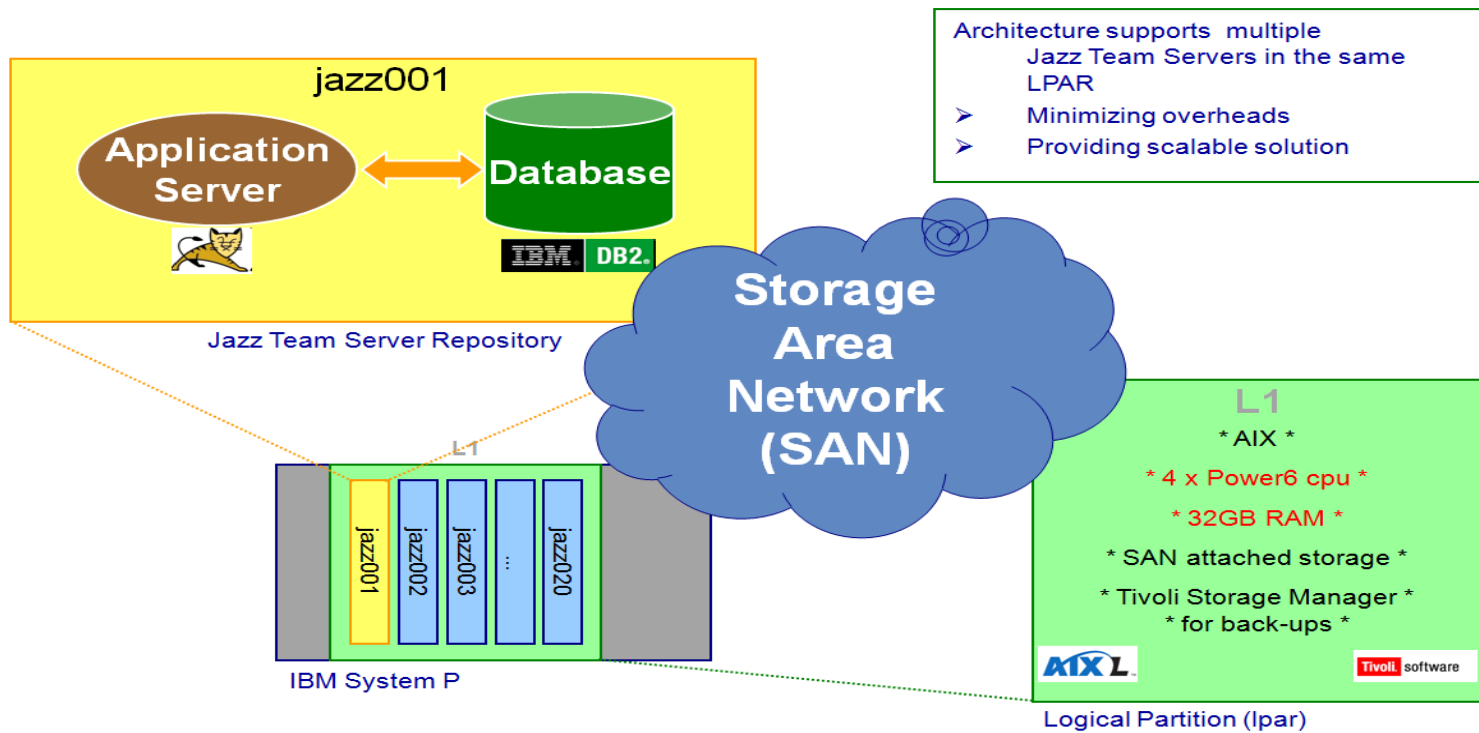 jazz001
Application
Server
Database
IBM
DB2.
Jazz Team Server Repository
Architecture supports multiple
Jazz Team Servers in the same
LPAR
➢ Minimizing overheads
➢ Providing scalable solution
Storage
Area
Network
(SAN)
L1
jazz001
jazz002
jazz003
...
jazz020
IBM System P
L1
* AIX *
* 4 x Power6 cpu *
* 32GB RAM *
* SAN attached storage *
* Tivoli Storage Manager *
* for back-ups *
AIX L
Tivoli. software
Logical Partition (lpar)